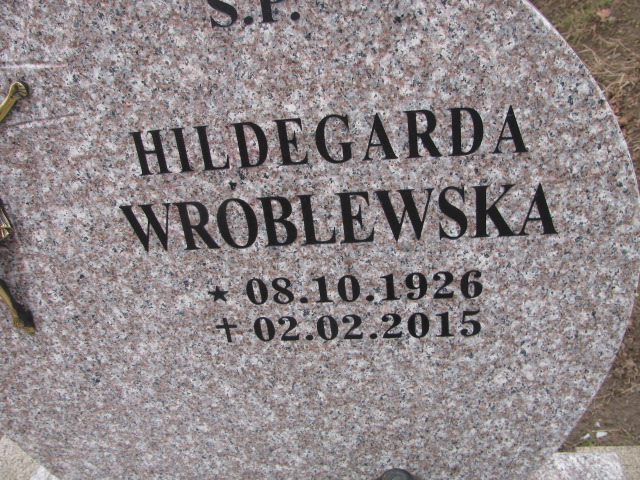 Ś.P.
HILDEGARDA
WRÓBLEWSKA
★ 08.10.1926
✝ 02.02.2015